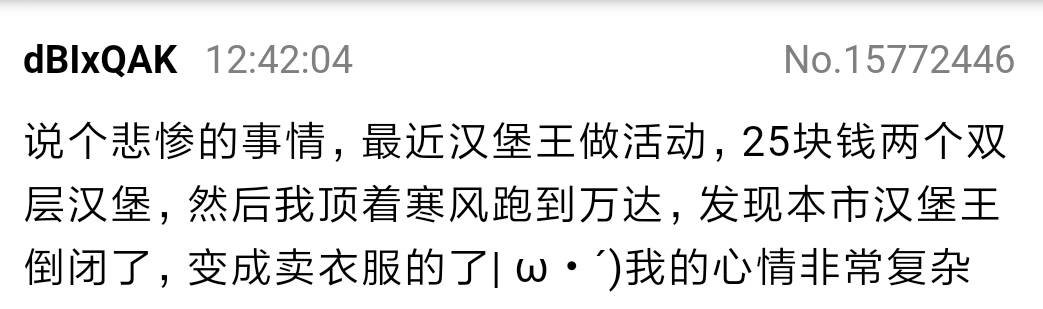 dBIxQAK 12:42:04 No.15772446
说个悲惨的事情，最近汉堡王做活动，25块钱两个双
层汉堡，然后我顶着寒风跑到万达，发现本市汉堡王
倒闭了，变成卖衣服的了| ω・´)我的心情非常复杂